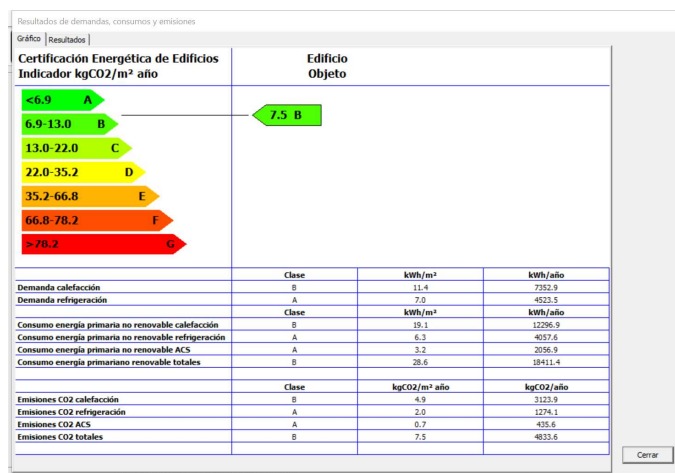 Resultados de demandas, consumos y emisiones
Gráfico Resultados
Certificación Energética de Edificios
Indicador kgCO2/m² año
Edificio
Objeto
<6.9 A
6.9-13.0 B
7.5 B
13.0-22.0 C
22.0-35.2 D
35.2-66.8 E
66.8-78.2 F
>78.2 G
Clase kWh/m² kWh/año
Demanda calefacción B 11.4 7352.9
Demanda refrigeración A 7.0 4523.5
Clase kWh/m² kWh/año
Consumo energía primaria no renovable calefacción B 19.1 12296.9
Consumo energía primaria no renovable refrigeración A 6.3 4057.6
Consumo energía primaria no renovable ACS A 3.2 2056.9
Consumo energía primariano renovable totales B 28.6 18411.4
Clase kgCO2/m² año kgCO2/año
Emisiones CO2 calefacción B 4.9 3123.9
Emisiones CO2 refrigeración A 2.0 1274.1
Emisiones CO2 ACS A 0.7 435.6
Emisiones CO2 totales B 7.5 4833.6
Cerrar